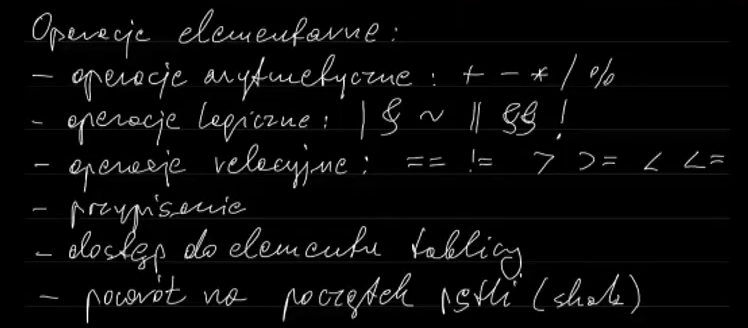 Operacje elementarne:
- operacje arytmetyczne: + - * / %
- operacje logiczne: | & ~ || && !
- operacje relacyjne: == != > >= < <=
- przypisanie
- dostęp do elementu tablicy
- powrót na początek pętli (skok)